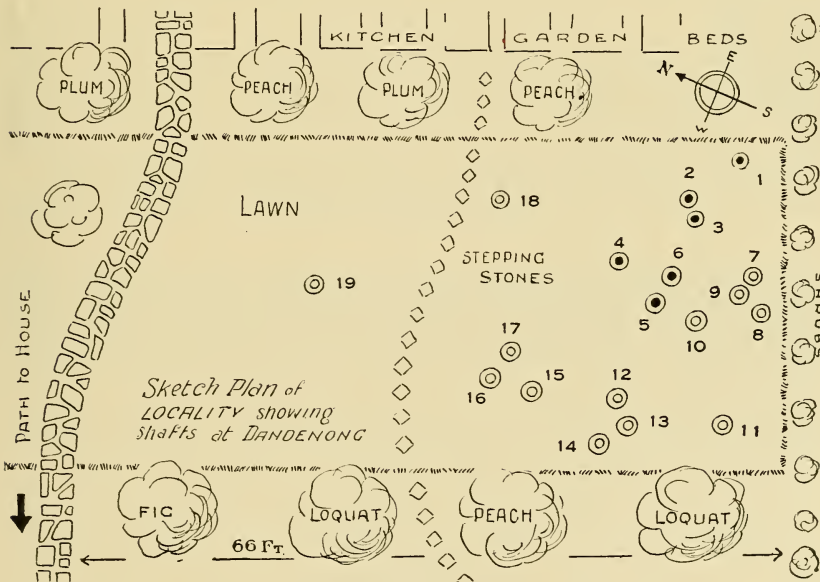 KITCHEN GARDEN BEDS
PLUM PEACH PLUM PEACH
N E S W
1
2
3
LAWN
18
4
STEPPING
STONES
6
7
19
9
5
8
10
17
PATH TO HOUSE
Sketch Plan of
LOCALITY showing
shafts at DANDENONG
16
15
12
13
11
14
FIG LOQUAT PEACH LOQUAT
66 FT.